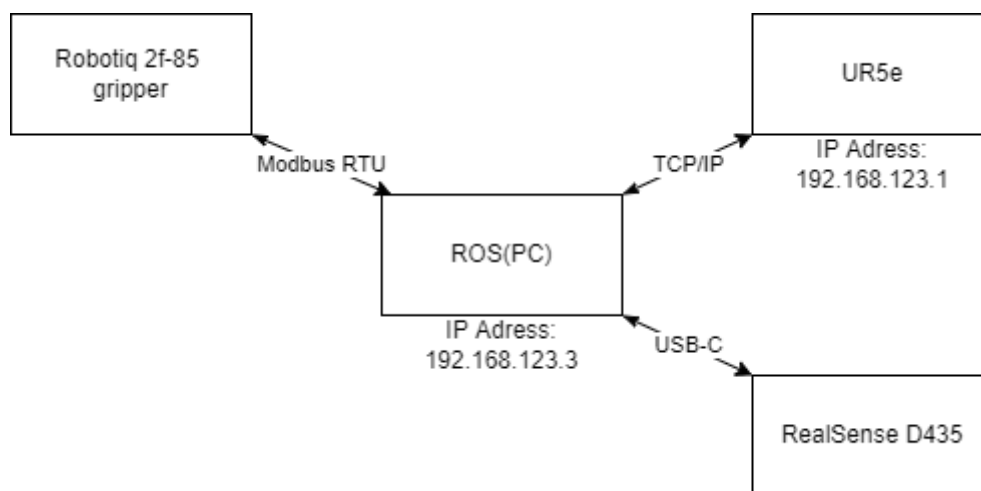 Robotiq 2f-85
gripper
UR5e
Modbus RTU
TCP/IP
IP Adress:
192.168.123.1
ROS(PC)
IP Adress:
192.168.123.3
USB-C
RealSense D435